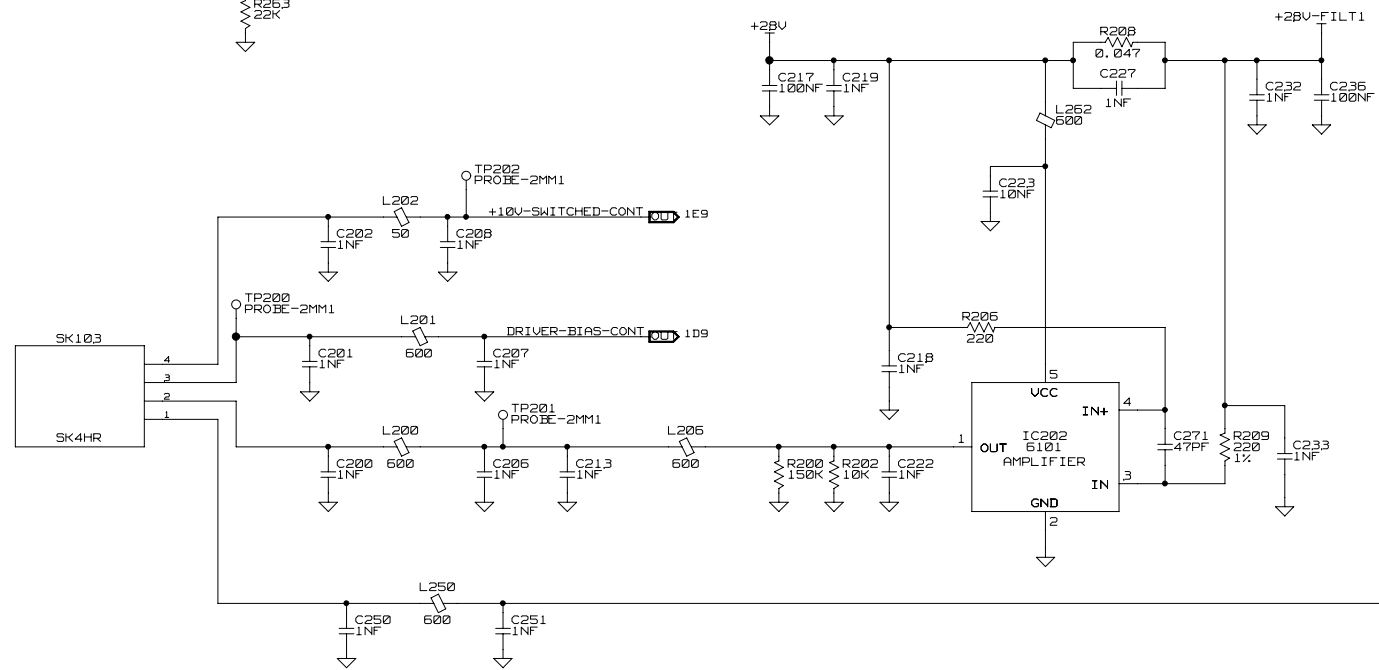 R263
22K
+28V
+28V-FILT1
R208
0.047
C227
1NF
C217
100NF
C219
1NF
C232
1NF
C236
100NF
L262
600
C223
10NF
TP202
PROBE-2MM1
L202
50
+10V-SWITCHED-CONT
OUT
1E9
C202
1NF
C208
1NF
TP200
PROBE-2MM1
L201
600
DRIVER-BIAS-CONT
OUT
1D9
C201
1NF
C207
1NF
SK103
4
3
2
1
SK4HR
R206
220
C218
1NF
TP201
PROBE-2MM1
L200
600
L206
600
C200
1NF
C206
1NF
C213
1NF
R200
150K
R202
10K
C222
1NF
5
VCC
IN+
4
1
OUT
IC202
6101
AMPLIFIER
IN
3
GND
2
C271
47PF
R209
220
1%
C233
1NF
L250
600
C250
1NF
C251
1NF